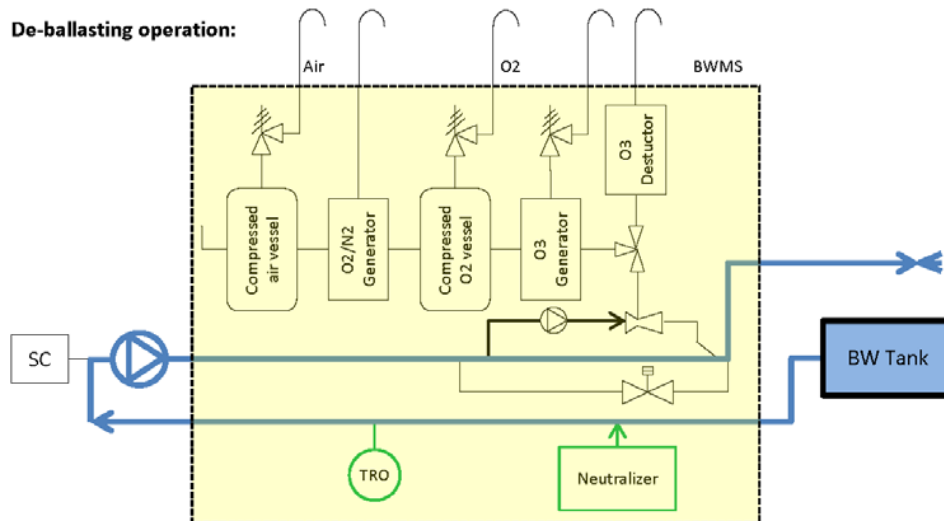 De-ballasting operation:
Air
O2
BWMS
O3
Destuctor
Compressed
air vessel
O2/N2
Generator
Compressed
O2 vessel
O3
Generator
SC
BW Tank
TRO
Neutralizer